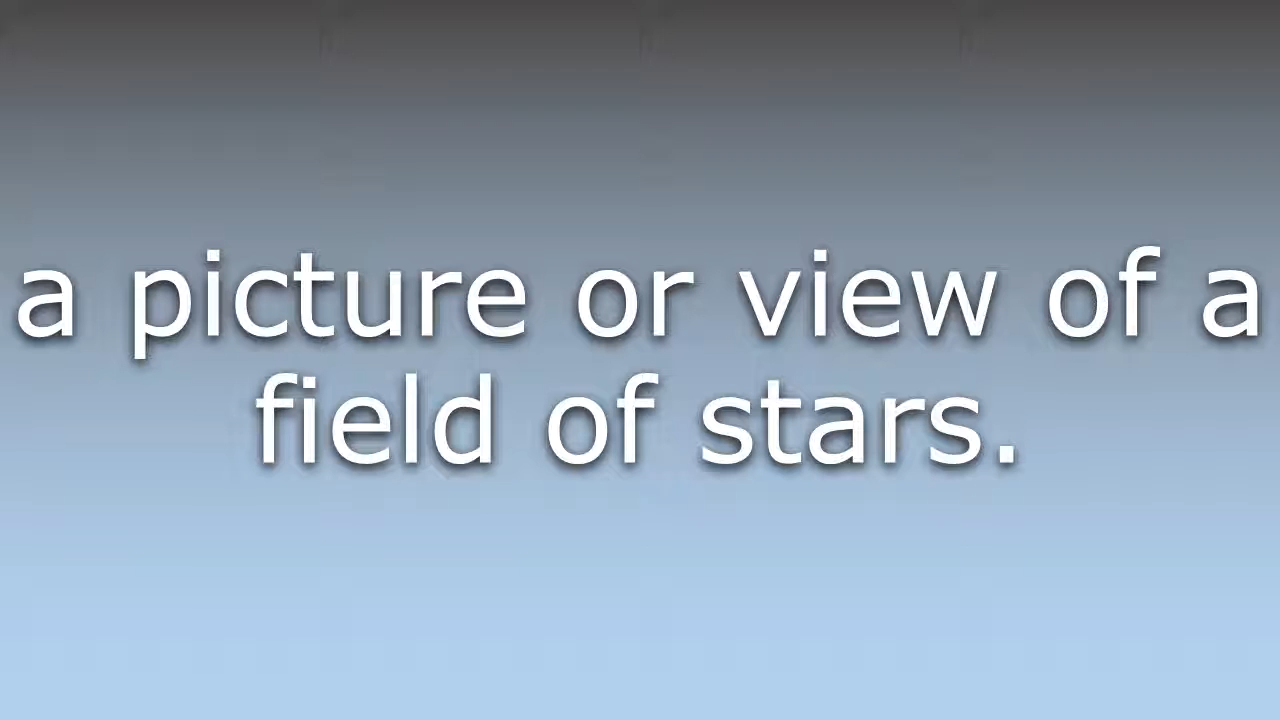 a picture or view of a
field of stars.